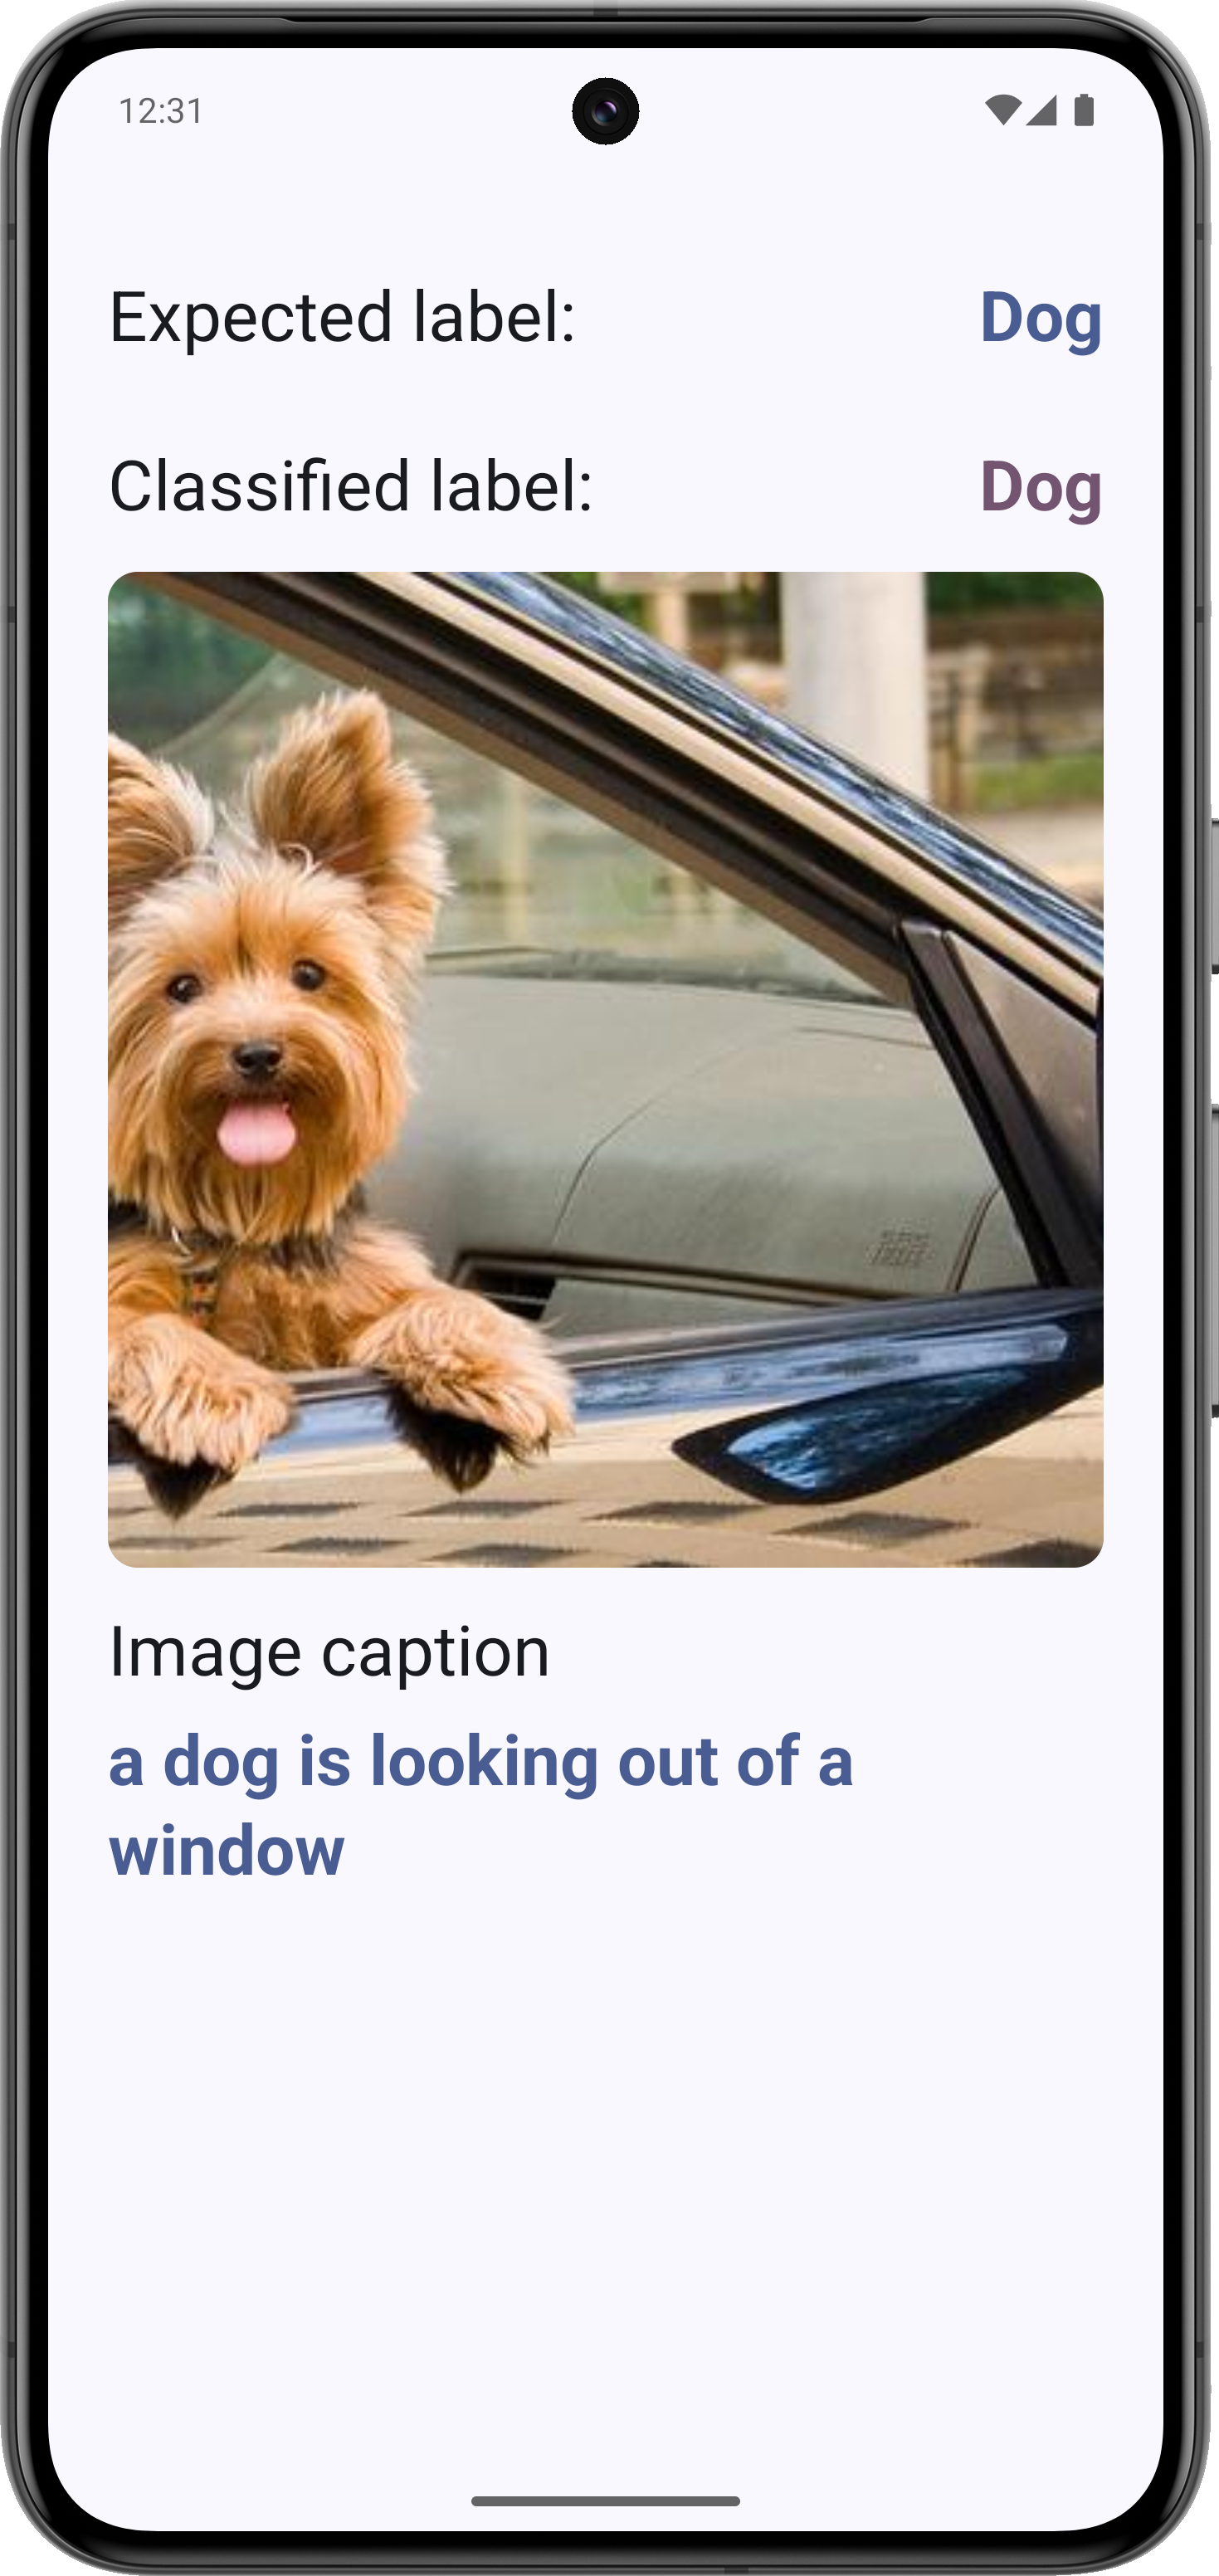 12:31
Expected label: Dog
Classified label: Dog
Image caption
a dog is looking out of a
window